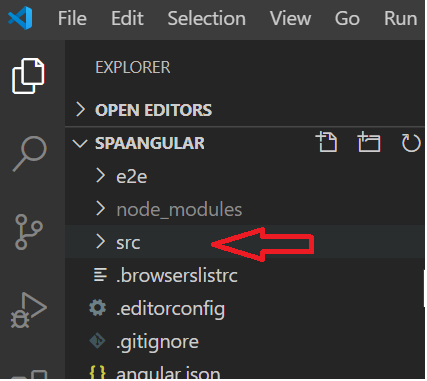 File Edit Selection View Go Run
EXPLORER
OPEN EDITORS
SPAANGULAR
e2e
node_modules
src
.browserslistrc
.editorconfig
.gitignore
angular.json